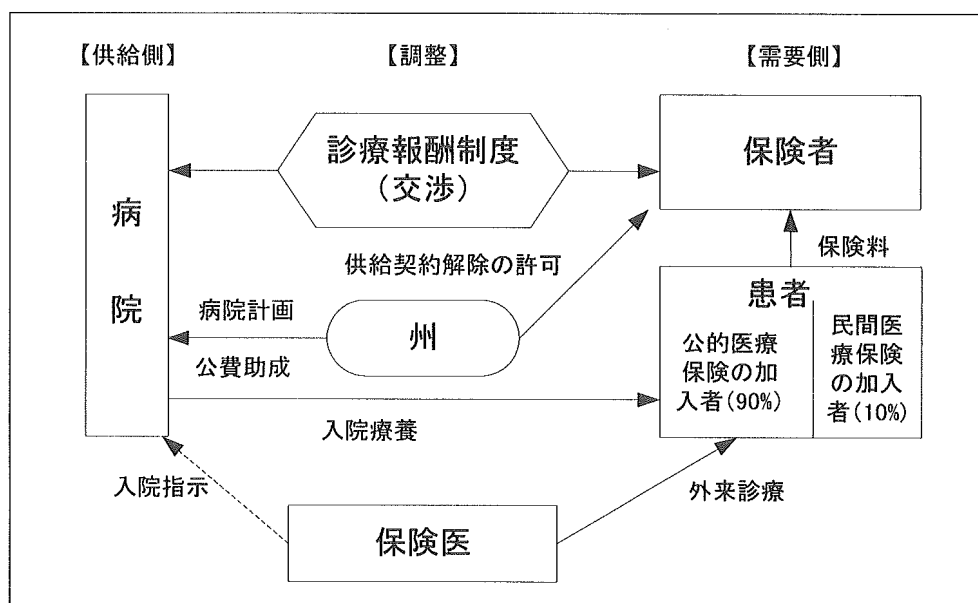 【供給側】
【調整】
【需要側】
病
院
診療報酬制度
(交渉)
保険者
供給契約解除の許可
保険料
病院計画
州
公費助成
患者
公的医療
保険の加
入者(90%)
民間医
療保険
の加入
者(10%)
入院療養
入院指示
外来診療
保険医